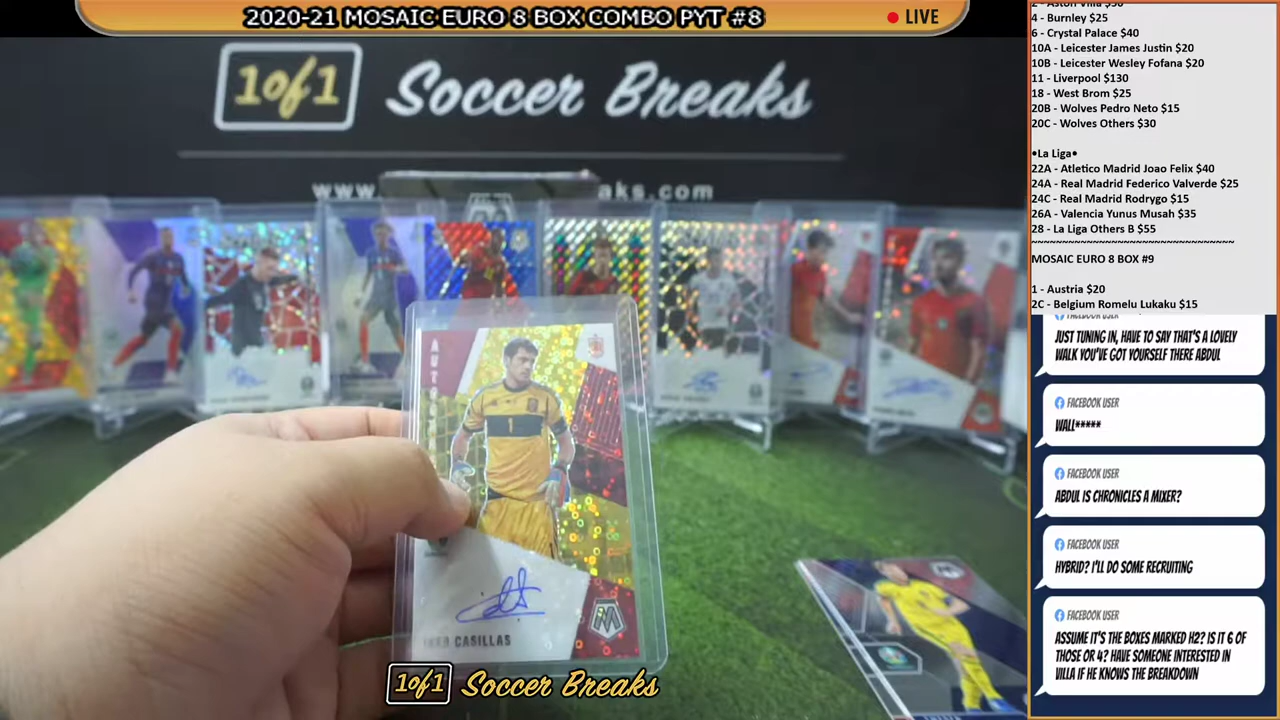 2020-21 MOSAIC EURO 8 BOX COMBO PYT #8
LIVE
1of1
Soccer Breaks
www.
aks.com
AUTOGRA
CASILLAS
1
1of1 Soccer Breaks
4 - Burnley $25
6 - Crystal Palace $40
10A - Leicester James Justin $20
10B - Leicester Wesley Fofana $20
11 - Liverpool $130
18 - West Brom $25
20B - Wolves Pedro Neto $15
20C - Wolves Others $30
•La Liga•
22A - Atletico Madrid Joao Felix $40
24A - Real Madrid Federico Valverde $25
24C - Real Madrid Rodrygo $15
26A - Valencia Yunus Musah $35
28 - La Liga Others B $55
~~~~~~~~~~~~~~~~~~~~~~~~~~~~~~~~
MOSAIC EURO 8 BOX #9
1 - Austria $20
2C - Belgium Romelu Lukaku $15
JUST TUNING IN, HAVE TO SAY THAT'S A LOVELY
WALK YOU'VE GOT YOURSELF THERE ABDUL
FACEBOOK USER
WALL*****
FACEBOOK USER
ABDUL IS CHRONICLES A MIXER?
FACEBOOK USER
HYBRID? I'LL DO SOME RECRUITING
FACEBOOK USER
ASSUME IT'S THE BOXES MARKED H2? IS IT 6 OF
THOSE OR 4? HAVE SOMEONE INTERESTED IN
VILLA IF HE KNOWS THE BREAKDOWN